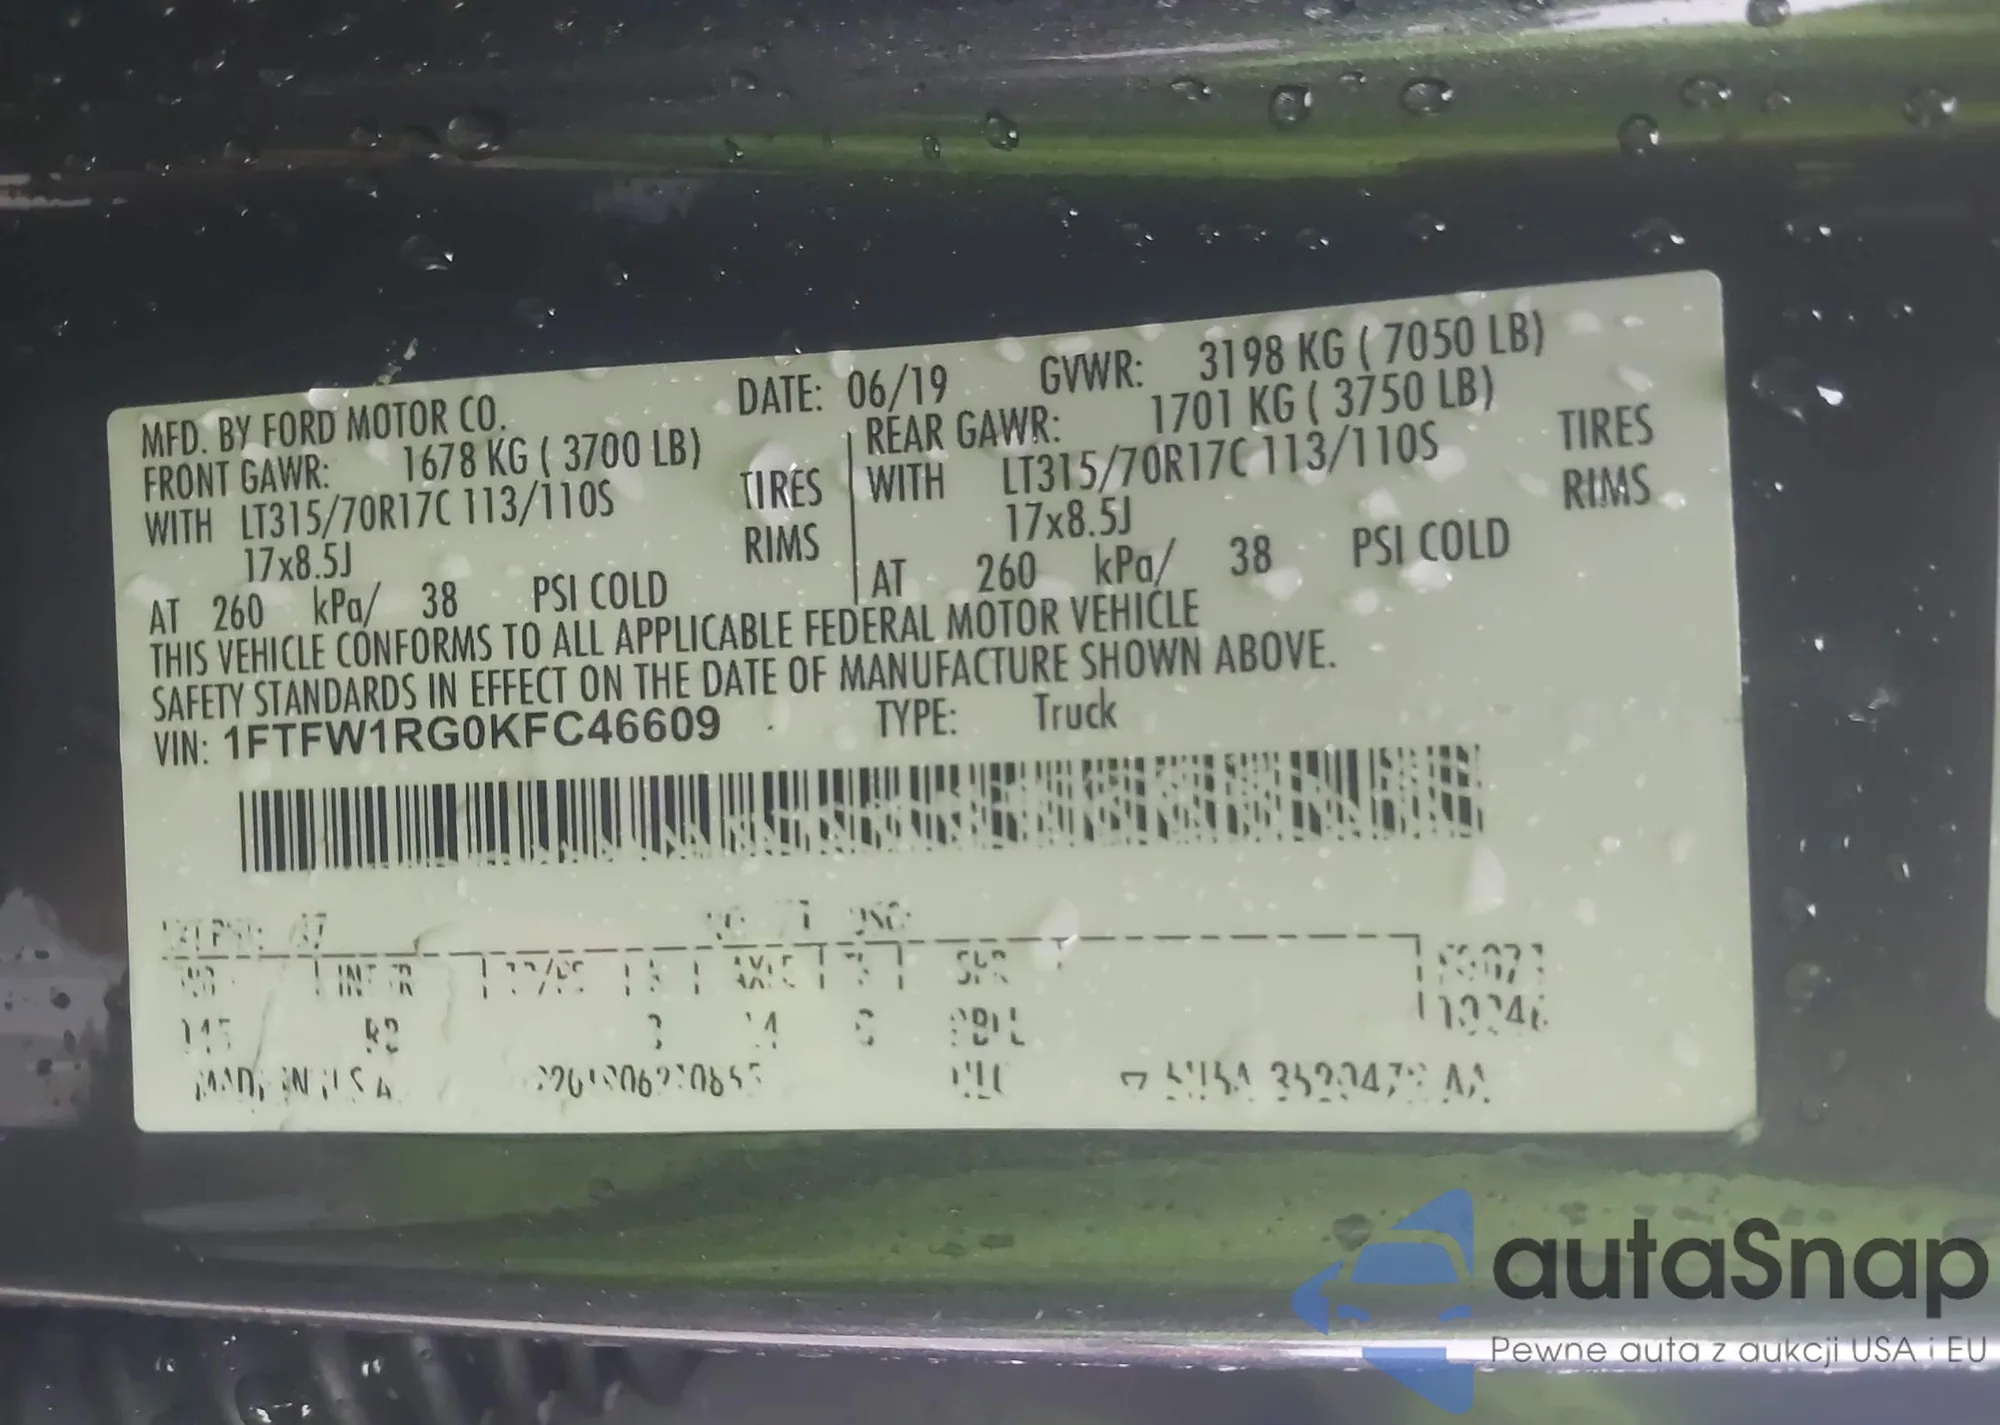 MFD. BY FORD MOTOR CO. DATE: 06/19 GVWR: 3198 KG ( 7050 LB)
FRONT GAWR: 1678 KG ( 3700 LB) REAR GAWR: 1701 KG ( 3750 LB)
WITH LT315/70R17C 113/110S TIRES WITH LT315/70R17C 113/110S TIRES
17x8.5J RIMS 17x8.5J RIMS
AT 260 kPa/ 38 PSI COLD AT 260 kPa/ 38 PSI COLD
THIS VEHICLE CONFORMS TO ALL APPLICABLE FEDERAL MOTOR VEHICLE
SAFETY STANDARDS IN EFFECT ON THE DATE OF MANUFACTURE SHOWN ABOVE.
VIN: 1FTFW1RG0KFC46609 TYPE: Truck
MADE IN U.S.A.
autaSnap
Pewne auta z aukcji USA i EU